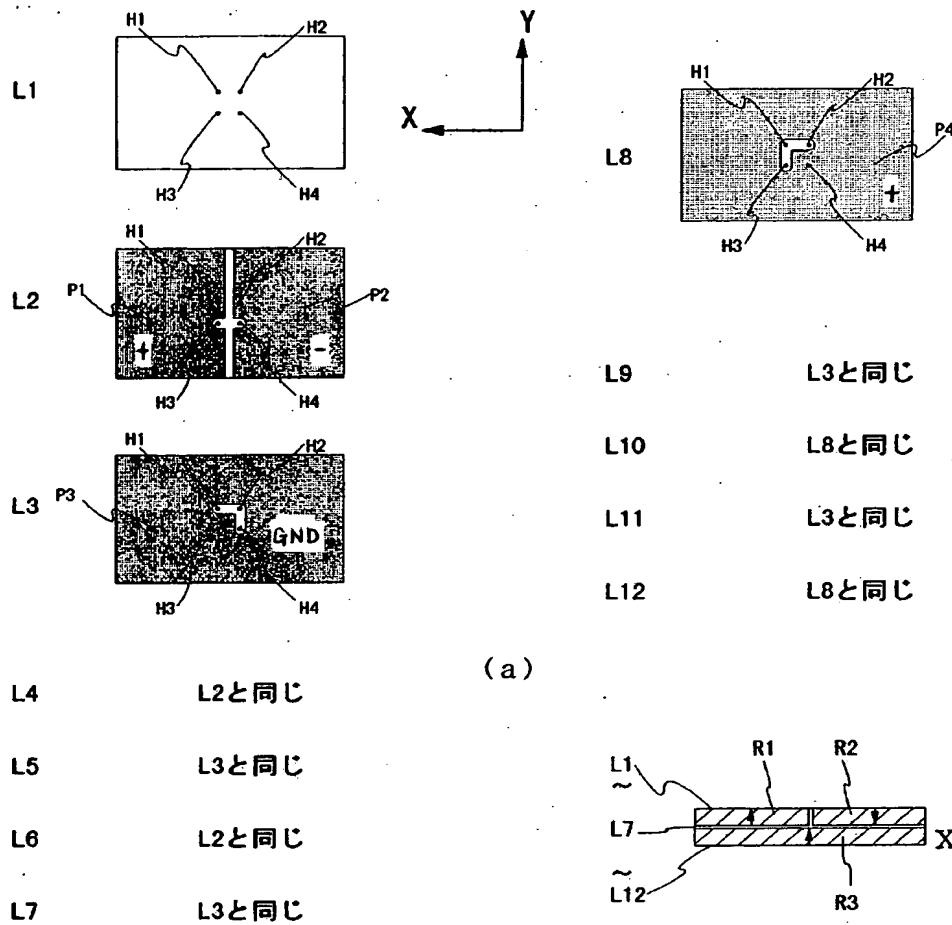 H1
H2
L1
H3
H4
Y
X
H1
H2
L8
P4
+
H3
H4
H1
H2
L2
P1
P2
+
-
H3
H4
H1
H2
L3
P3
GND
H3
H4
L9 L3と同じ
L10 L8と同じ
L11 L3と同じ
L12 L8と同じ
(a)
L4 L2と同じ
L5 L3と同じ
L6 L2と同じ
L7 L3と同じ
R1
R2
L1
~
L7
X
~
L12
R3